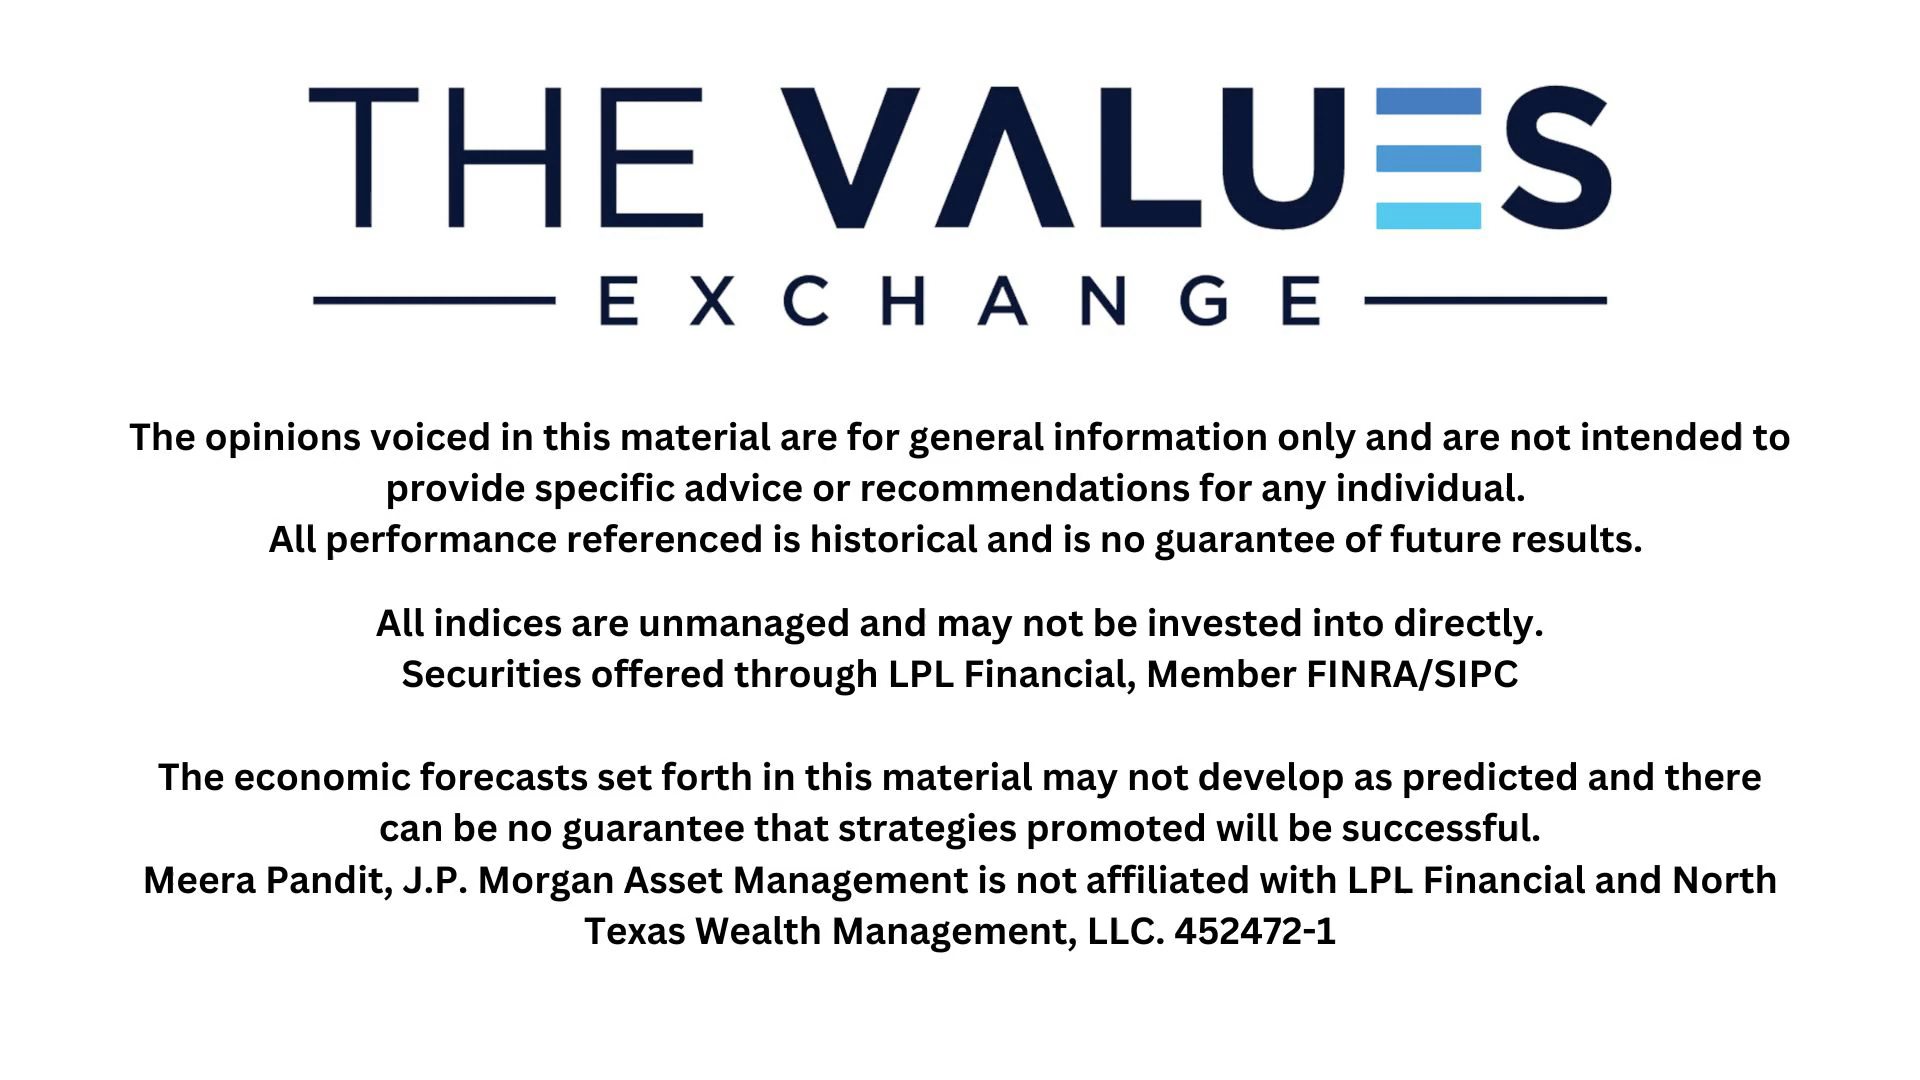 THE VALUES
EXCHANGE
The opinions voiced in this material are for general information only and are not intended to
provide specific advice or recommendations for any individual.
All performance referenced is historical and is no guarantee of future results.
All indices are unmanaged and may not be invested into directly.
Securities offered through LPL Financial, Member FINRA/SIPC
The economic forecasts set forth in this material may not develop as predicted and there
can be no guarantee that strategies promoted will be successful.
Meera Pandit, J.P. Morgan Asset Management is not affiliated with LPL Financial and North
Texas Wealth Management, LLC. 452472-1